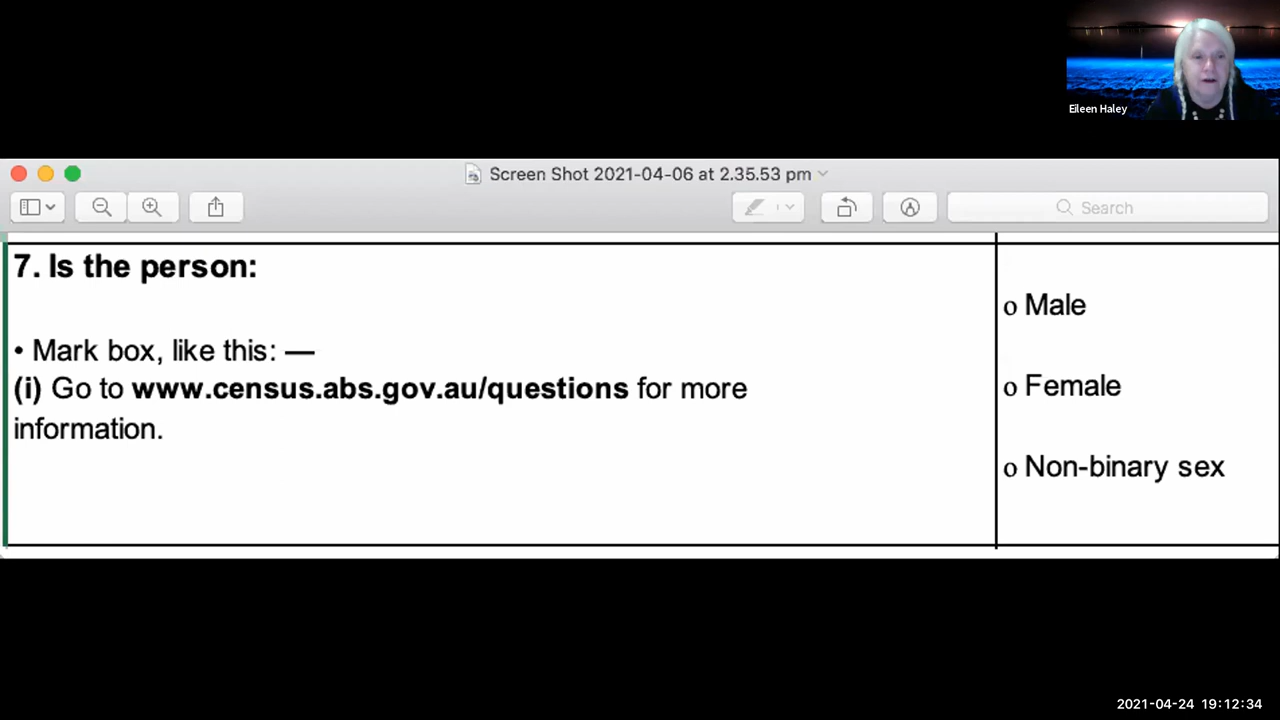 Eileen Haley
Screen Shot 2021-04-06 at 2.35.53 pm
Search
7. Is the person:
• Mark box, like this: —
(i) Go to www.census.abs.gov.au/questions for more
information.
o Male
o Female
o Non-binary sex
2021-04-24 19:12:34